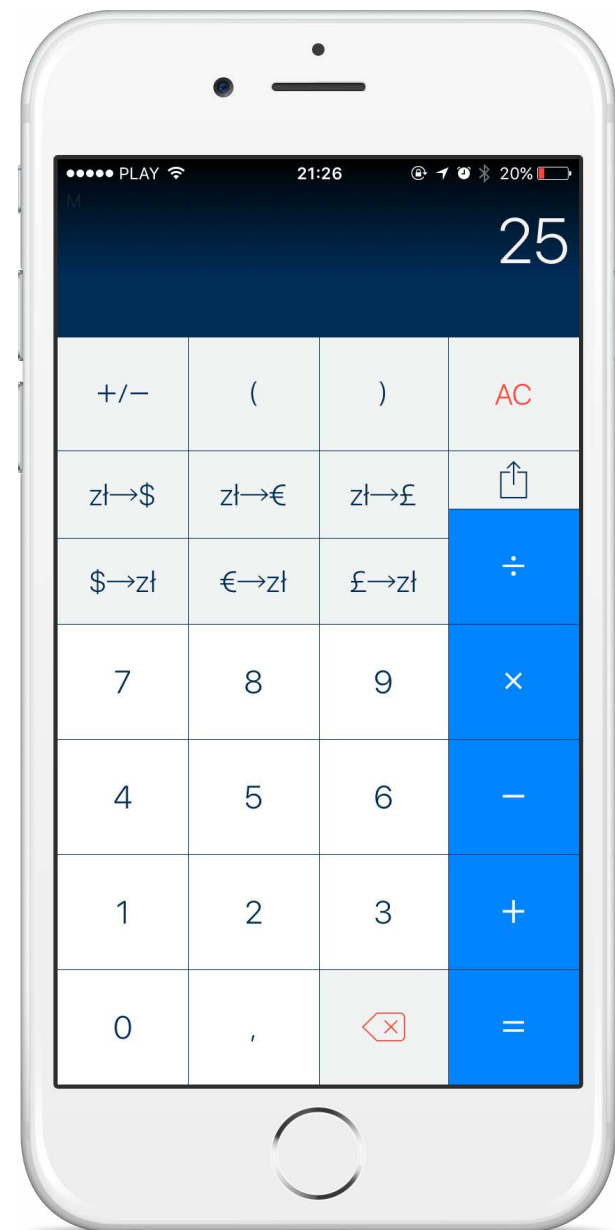 PLAY 21:26 20%
M
25
+/− ( ) AC
zł→$ zł→€ zł→£
$→zł €→zł £→zł ÷
7 8 9 ×
4 5 6 −
1 2 3 +
0 , =